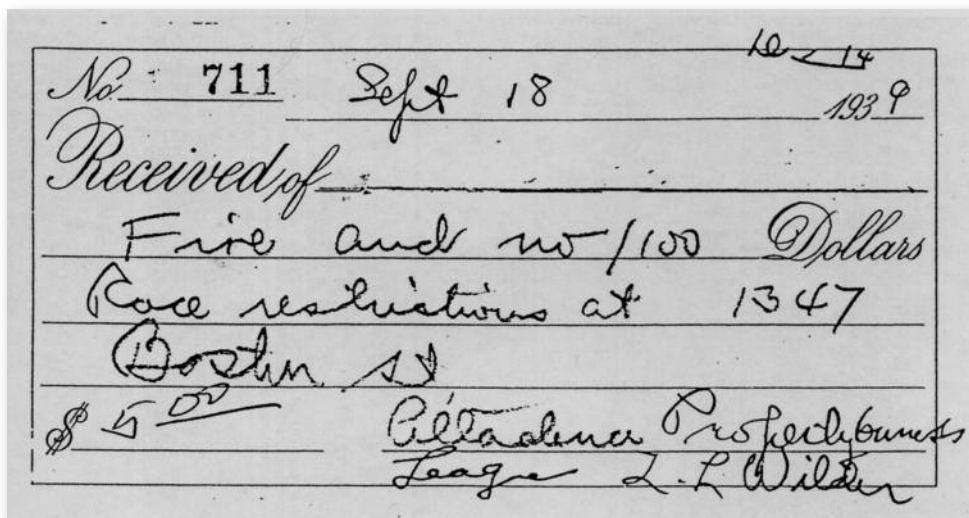 No. 711 Sept 18 1939
Received of
Five and no/100 Dollars
Race restrictions at 1347
Boston st
$ 5 00 Altadena Property owners
League L. L Wilder